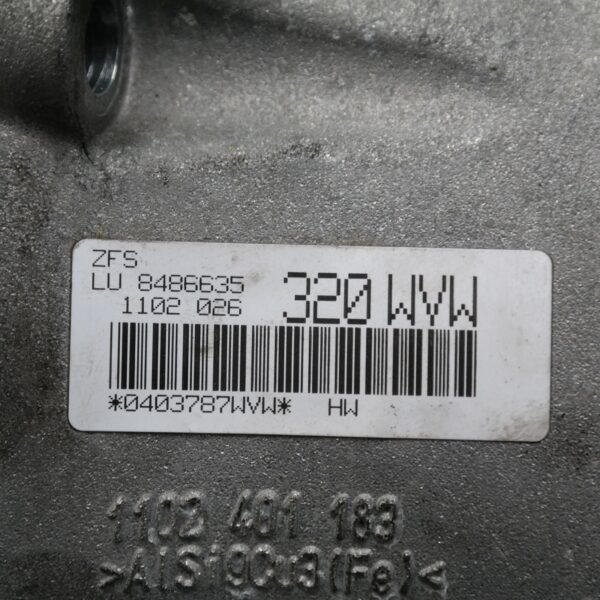 ZFS
LU 8486635 320 WVW
1102 026
*0403787WVW* HW
1102 401 183
>AlSi9Cu3(Fe)<